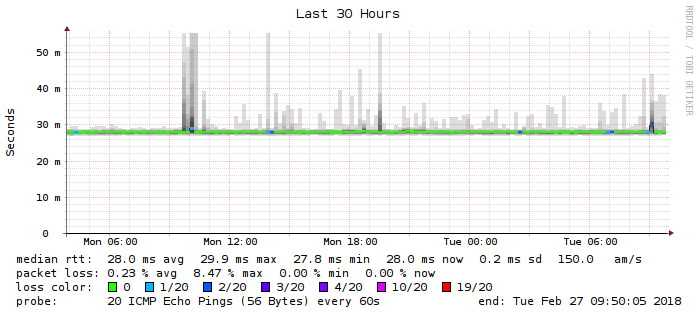 Last 30 Hours
RRDTOOL / TOBI OETIKER
Seconds
50 m
40 m
30 m
20 m
10 m
0
Mon 06:00 Mon 12:00 Mon 18:00 Tue 00:00 Tue 06:00
median rtt: 28.0 ms avg 29.9 ms max 27.8 ms min 28.0 ms now 0.2 ms sd 150.0 am/s
packet loss: 0.23 % avg 8.47 % max 0.00 % min 0.00 % now
loss color: 0 1/20 2/20 3/20 4/20 10/20 19/20
probe: 20 ICMP Echo Pings (56 Bytes) every 60s end: Tue Feb 27 09:50:05 2018